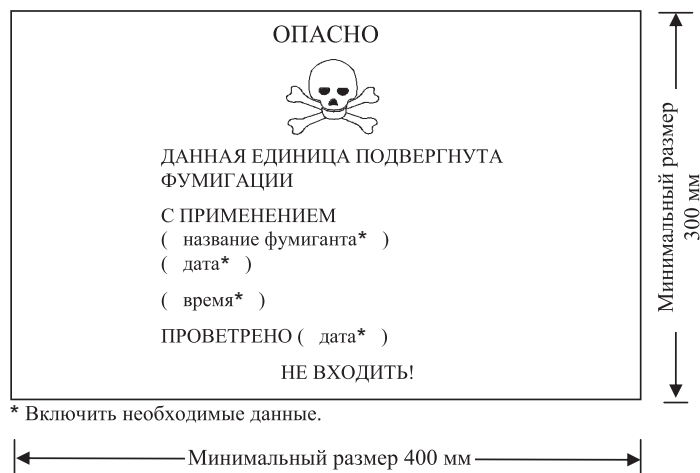 ОПАСНО
ДАННАЯ ЕДИНИЦА ПОДВЕРГНУТА
ФУМИГАЦИИ
С ПРИМЕНЕНИЕМ
( название фумиганта* )
( дата* )
( время* )
ПРОВЕТРЕНО ( дата* )
НЕ ВХОДИТЬ!
* Включить необходимые данные.
Минимальный размер 400 мм
Минимальный размер
300 мм